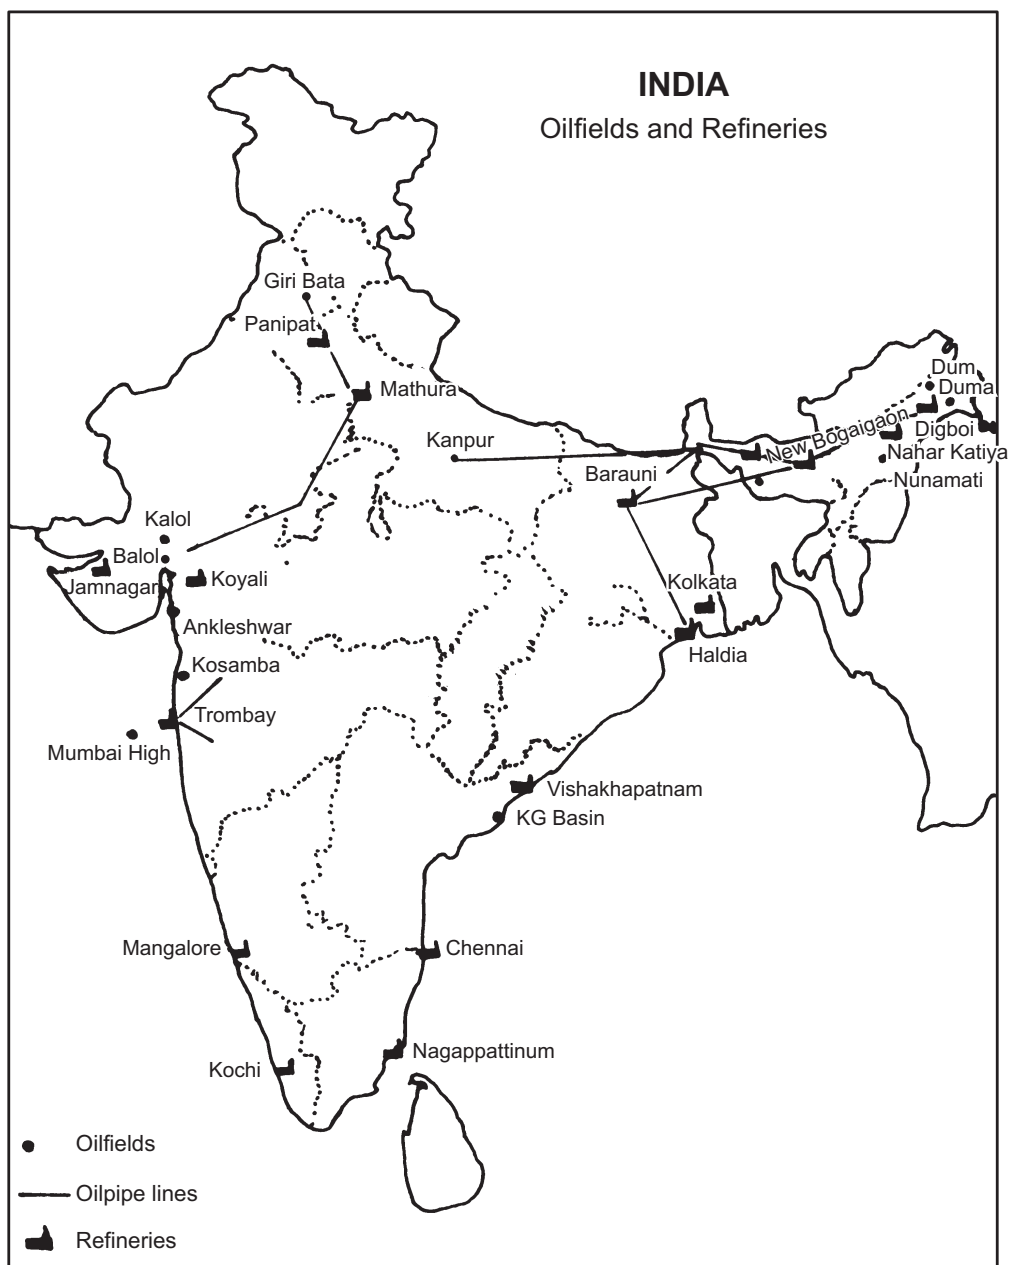 INDIA
Oilfields and Refineries
Giri Bata
Panipat
Mathura
Kanpur
Barauni
New Bogaigaon
Dum
Duma
Digboi
Nahar Katiya
Nunamati
Kalol
Balol
Jamnagar
Koyali
Kolkata
Haldia
Ankleshwar
Kosamba
Trombay
Mumbai High
Vishakhapatnam
KG Basin
Mangalore
Chennai
Nagappattinum
Kochi
Oilfields
Oilpipe lines
Refineries